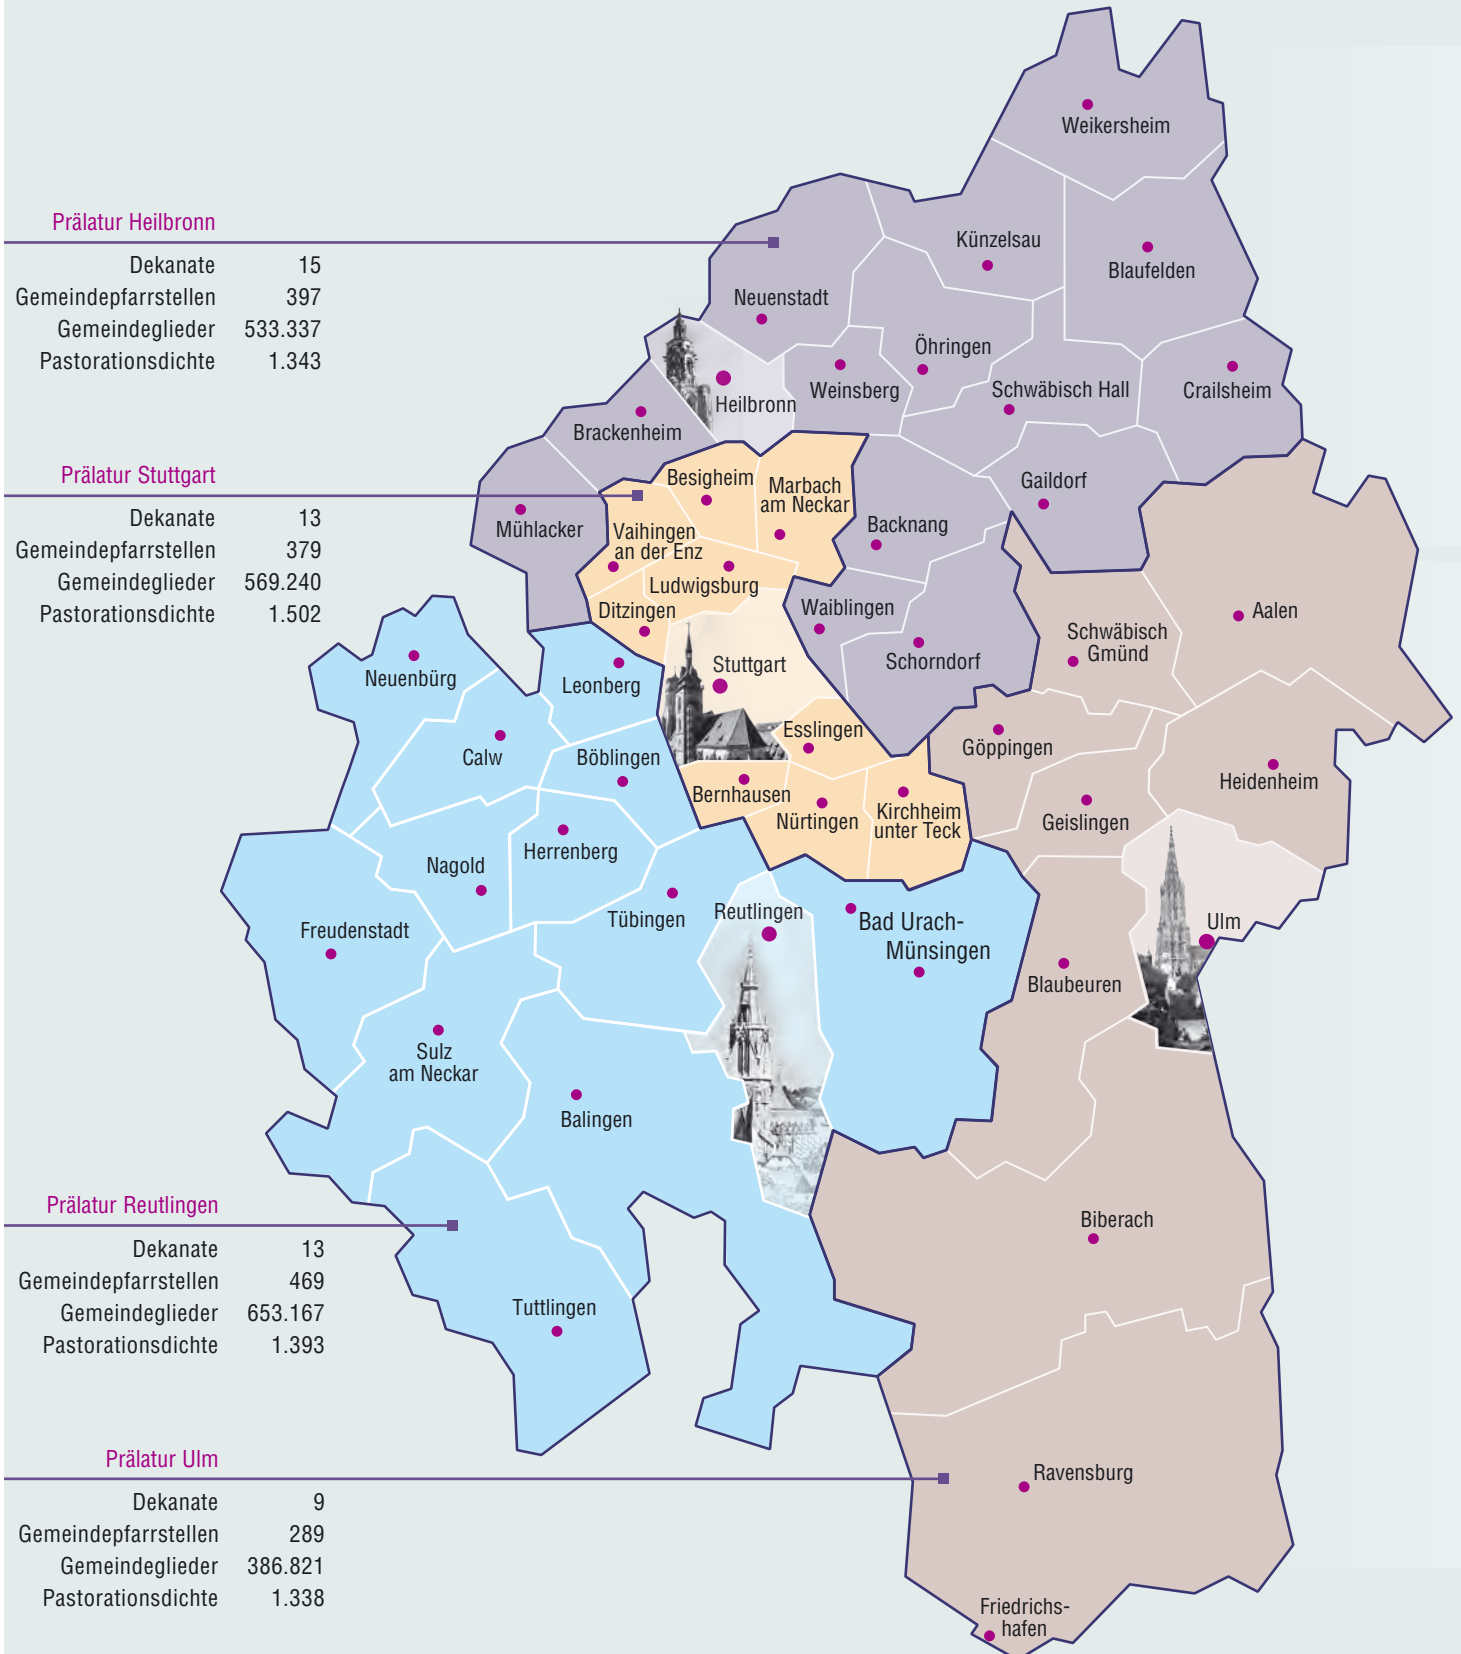 Prälatur Heilbronn
Dekanate 15
Gemeindepfarrstellen 397
Gemeindeglieder 533.337
Pastorationsdichte 1.343
Prälatur Stuttgart
Dekanate 13
Gemeindepfarrstellen 379
Gemeindeglieder 569.240
Pastorationsdichte 1.502
Prälatur Reutlingen
Dekanate 13
Gemeindepfarrstellen 469
Gemeindeglieder 653.167
Pastorationsdichte 1.393
Prälatur Ulm
Dekanate 9
Gemeindepfarrstellen 289
Gemeindeglieder 386.821
Pastorationsdichte 1.338
Weikersheim
Künzelsau
Blaufelden
Neuenstadt
Öhringen
Weinsberg
Schwäbisch Hall
Crailsheim
Heilbronn
Brackenheim
Gaildorf
Mühlacker
Backnang
Waiblingen
Schorndorf
Besigheim
Marbach
am Neckar
Vaihingen
an der Enz
Ludwigsburg
Ditzingen
Stuttgart
Esslingen
Bernhausen
Nürtingen
Kirchheim
unter Teck
Aalen
Schwäbisch
Gmünd
Göppingen
Heidenheim
Geislingen
Ulm
Blaubeuren
Biberach
Ravensburg
Friedrichs-
hafen
Neuenbürg
Leonberg
Calw
Böblingen
Herrenberg
Nagold
Tübingen
Reutlingen
Bad Urach-
Münsingen
Freudenstadt
Sulz
am Neckar
Balingen
Tuttlingen